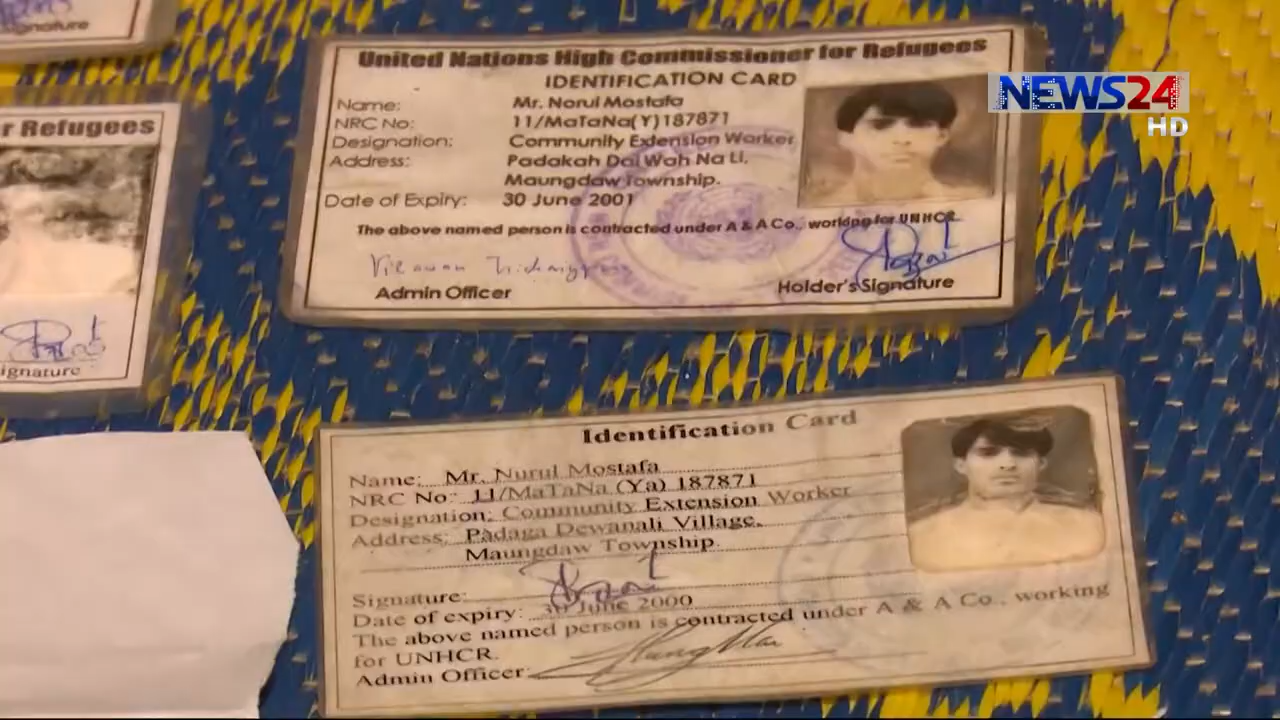 ignature
United Nations High Commissioner for Refugees
IDENTIFICATION CARD
Name: Mr. Norul Mostafa
NRC No: 11/MaTaNa(Y)187871
Designation: Community Extension Worker
Address: Padakah Dal Wah Na Li,
Maungdaw Township.
Date of Expiry: 30 June 2001
The above named person is contracted under A & A Co., working for UNHCR.
Admin Officer
Holder's Signature
NEWS24
HD
r Refugees
ignature
Identification Card
Name: Mr. Nurul Mostafa
NRC No: 11/MaTaNa (Ya) 187871
Designation: Community Extension Worker
Address: Padaga Dewanali Village.
Maungdaw Township.
Signature:
Date of expiry: 30 June 2000
The above named person is contracted under A & A Co., working
for UNHCR.
Admin Officer: